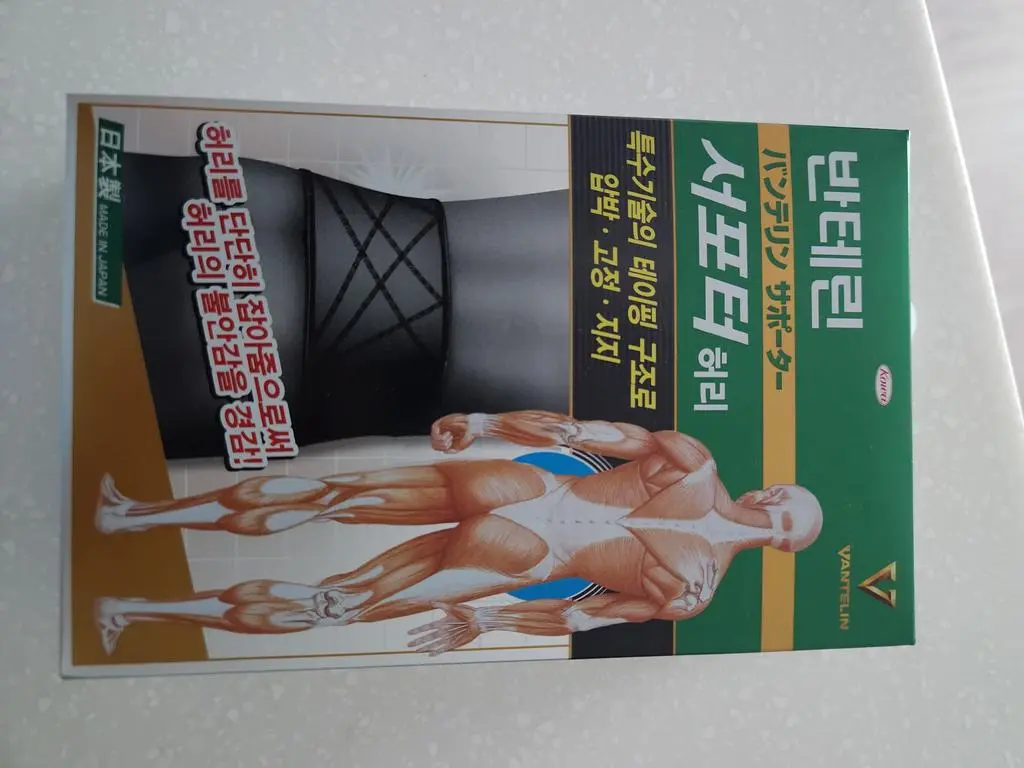 반테린
Kowa
VANTELIN
バンテリン サポーター
서포터 허리
특수기술의 테이핑 구조로
압박·고정·지지
허리를 단단히 잡아줌으로써
허리의 불안감을 경감!
日本製 MADE IN JAPAN